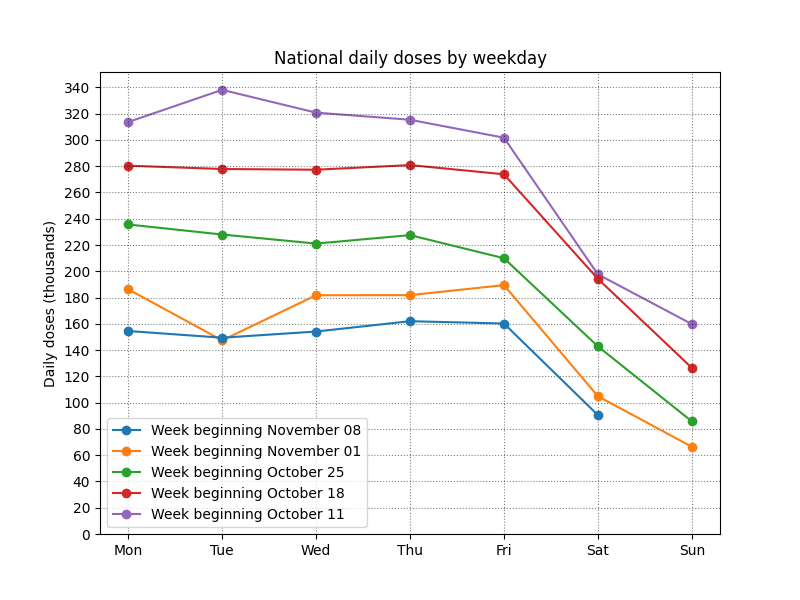 National daily doses by weekday
Daily doses (thousands)
340
320
300
280
260
240
220
200
180
160
140
120
100
80
60
40
20
0
Week beginning November 08
Week beginning November 01
Week beginning October 25
Week beginning October 18
Week beginning October 11
Mon Tue Wed Thu Fri Sat Sun